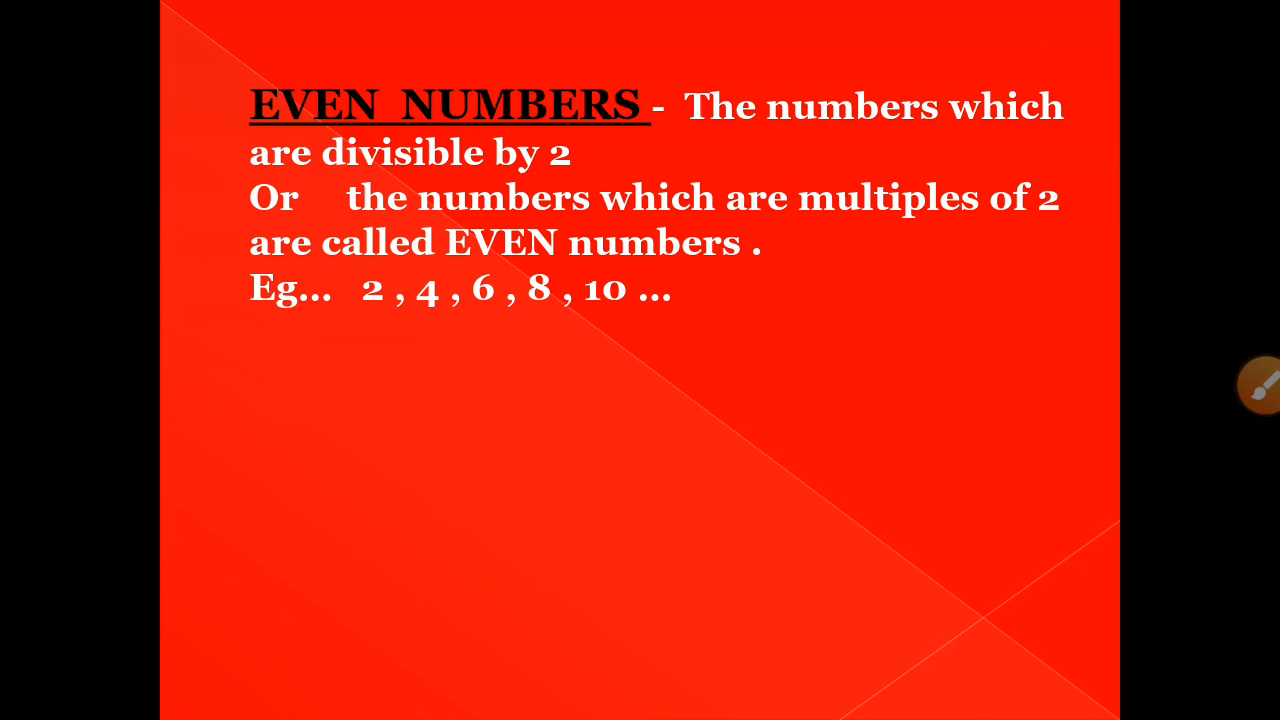 EVEN NUMBERS - The numbers which
are divisible by 2
Or the numbers which are multiples of 2
are called EVEN numbers .
Eg... 2 , 4 , 6 , 8 , 10 ...